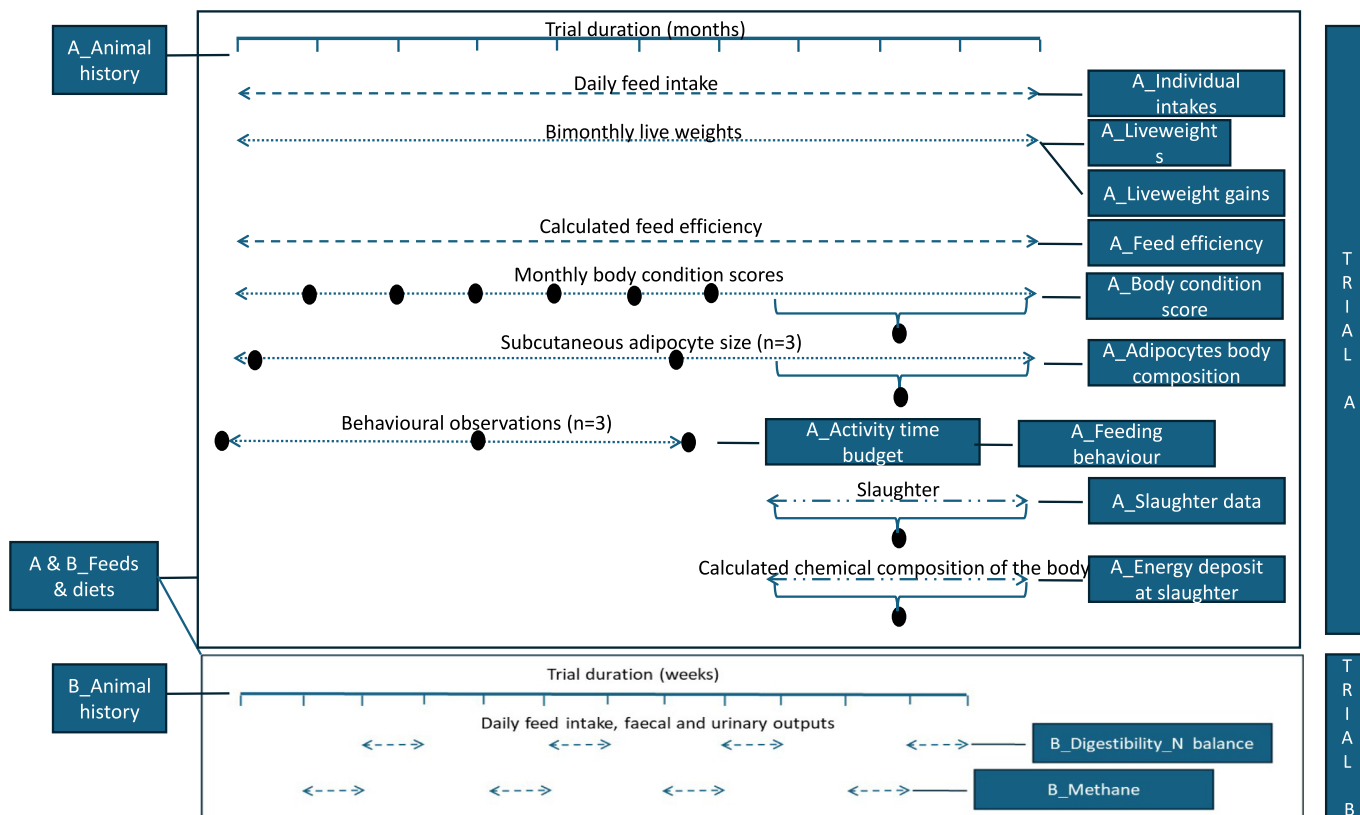 Trial duration (months)
A_Animal
history
Daily feed intake
A_Individual
intakes
Bimonthly live weights
A_Liveweight
s
A_Liveweight gains
Calculated feed efficiency
A_Feed efficiency
Monthly body condition scores
A_Body condition
score
Subcutaneous adipocyte size (n=3)
A_Adipocytes body
composition
Behavioural observations (n=3)
A_Activity time
budget
A_Feeding
behaviour
Slaughter
A_Slaughter data
A & B_Feeds
& diets
Calculated chemical composition of the body
A_Energy deposit
at slaughter
T
R
I
A
L
A
B_Animal
history
Trial duration (weeks)
Daily feed intake, faecal and urinary outputs
B_Digestibility_N balance
B_Methane
T
R
I
A
L
B